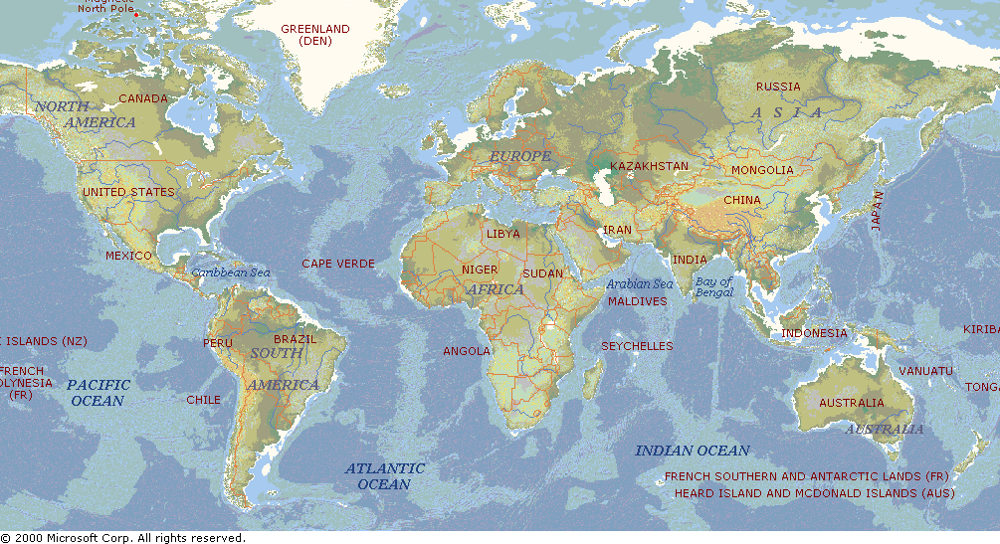 Magnetic
North Pole
GREENLAND
(DEN)
RUSSIA
CANADA
NORTH
AMERICA
A S I A
EUROPE
KAZAKHSTAN
MONGOLIA
UNITED STATES
CHINA
JAPAN
LIBYA
IRAN
MEXICO
CAPE VERDE
INDIA
Caribbean Sea
NIGER
SUDAN
AFRICA
Arabian Sea
Bay of
Bengal
MALDIVES
INDONESIA
KIRIBA
PERU
BRAZIL
I ISLANDS (NZ)
SOUTH
AMERICA
ANGOLA
SEYCHELLES
FRENCH
OLYNESIA
(FR)
VANUATU
PACIFIC
OCEAN
TONGA
CHILE
AUSTRALIA
AUSTRALIA
INDIAN OCEAN
ATLANTIC
OCEAN
FRENCH SOUTHERN AND ANTARCTIC LANDS (FR)
HEARD ISLAND AND MCDONALD ISLANDS (AUS)
© 2000 Microsoft Corp. All rights reserved.